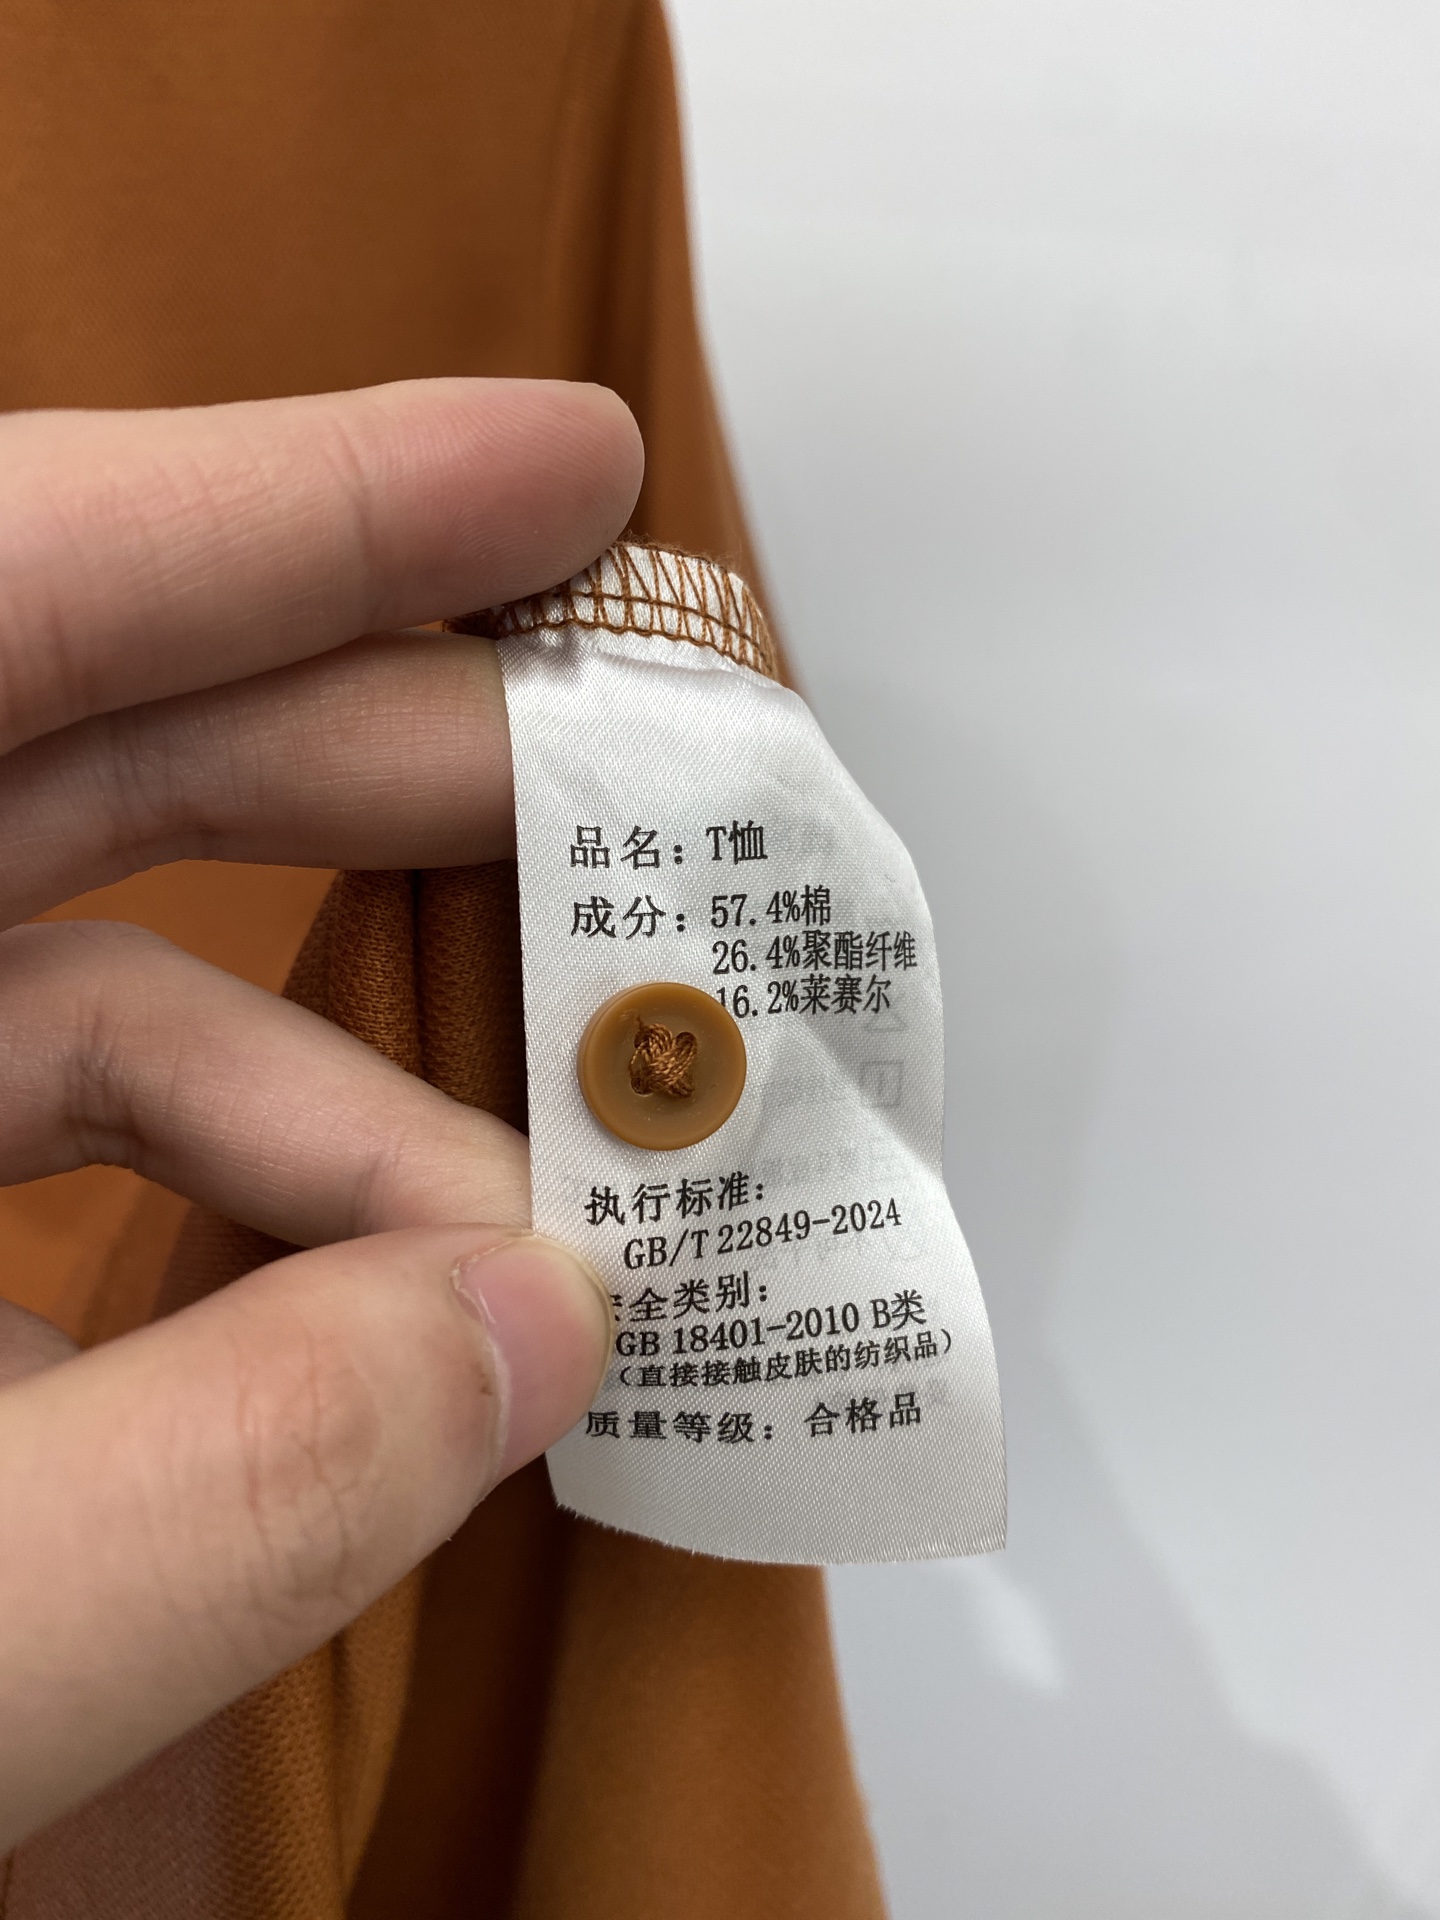 品名：T恤
成分：57.4%棉
26.4%聚酯纤维
16.2%莱赛尔
执行标准：
GB/T 22849-2024
安全类别：
GB 18401-2010 B类
（直接接触皮肤的纺织品）
质量等级：合格品